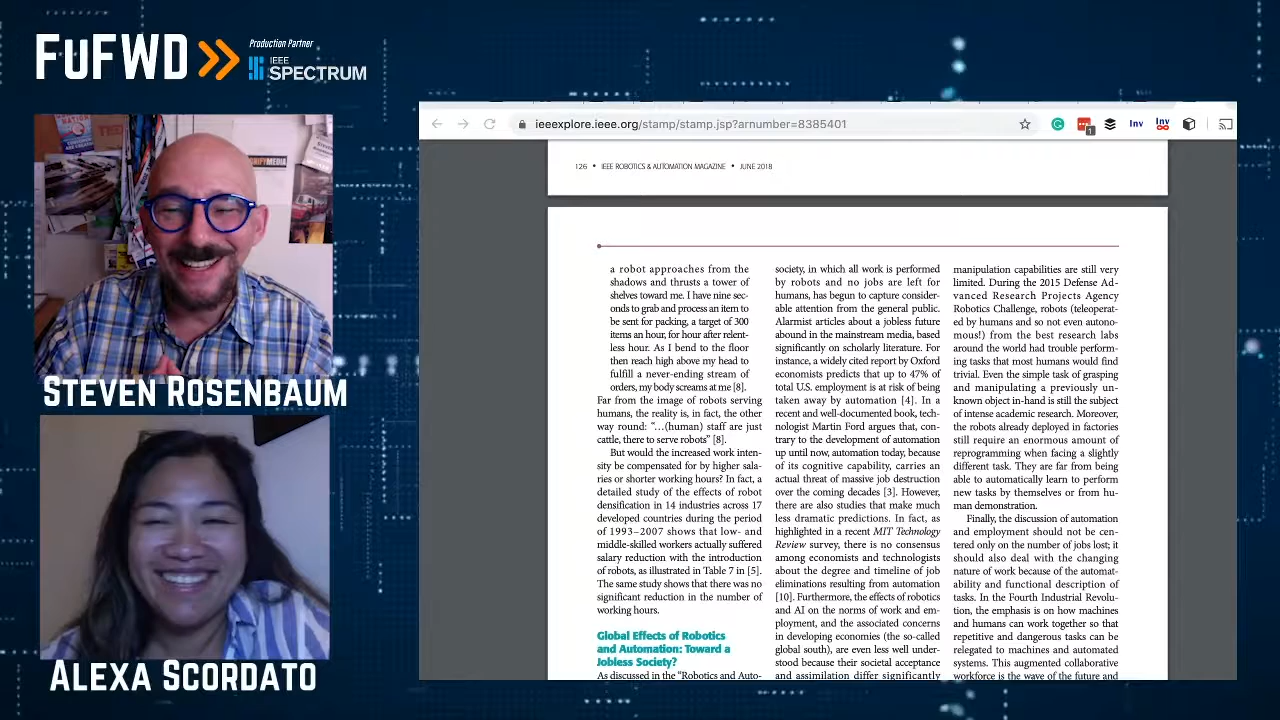 FuFWD
Production Partner
IEEE
SPECTRUM
STEVEN ROSENBAUM
ALEXA SCORDATO
ieeexplore.ieee.org/stamp/stamp.jsp?arnumber=8385401
1
Inv
Inv
126 • IEEE ROBOTICS & AUTOMATION MAGAZINE • JUNE 2018
a robot approaches from the
shadows and thrusts a tower of
shelves toward me. I have nine sec-
onds to grab and process an item to
be sent for packing, a target of 300
items an hour, for hour after relent-
less hour. As I bend to the floor
then reach high above my head to
fulfill a never-ending stream of
orders, my body screams at me [8].
Far from the image of robots serving
humans, the reality is, in fact, the other
way round: “…(human) staff are just
cattle, there to serve robots” [8].
But would the increased work inten-
sity be compensated for by higher sala-
ries or shorter working hours? In fact, a
detailed study of the effects of robot
densification in 14 industries across 17
developed countries during the period
of 1993–2007 shows that low- and
middle-skilled workers actually suffered
salary reduction with the introduction
of robots, as illustrated in Table 7 in [5].
The same study shows that there was no
significant reduction in the number of
working hours.
Global Effects of Robotics
and Automation: Toward a
Jobless Society?
As discussed in the “Robotics and Auto-
society, in which all work is performed
by robots and no jobs are left for
humans, has begun to capture consider-
able attention from the general public.
Alarmist articles about a jobless future
abound in the mainstream media, based
significantly on scholarly literature. For
instance, a widely cited report by Oxford
economists predicts that up to 47% of
total U.S. employment is at risk of being
taken away by automation [4]. In a
recent and well-documented book, tech-
nologist Martin Ford argues that, con-
trary to the development of automation
up until now, automation today, because
of its cognitive capability, carries an
actual threat of massive job destruction
over the coming decades [3]. However,
there are also studies that make much
less dramatic predictions. In fact, as
highlighted in a recent MIT Technology
Review survey, there is no consensus
among economists and technologists
about the degree and timeline of job
eliminations resulting from automation
[10]. Furthermore, the effects of robotics
and AI on the norms of work and em-
ployment, and the associated concerns
in developing economies (the so-called
global south), are even less well under-
stood because their societal acceptance
and assimilation differ significantly
manipulation capabilities are still very
limited. During the 2015 Defense Ad-
vanced Research Projects Agency
Robotics Challenge, robots (teleoperat-
ed by humans and so not even autono-
mous!) from the best research labs
around the world had trouble perform-
ing tasks that most humans would find
trivial. Even the simple task of grasping
and manipulating a previously un-
known object in-hand is still the subject
of intense academic research. Moreover,
the robots already deployed in factories
still require an enormous amount of
reprogramming when facing a slightly
different task. They are far from being
able to automatically learn to perform
new tasks by themselves or from hu-
man demonstration.
Finally, the discussion of automation
and employment should not be cen-
tered only on the number of jobs lost; it
should also deal with the changing
nature of work because of the automat-
ability and functional description of
tasks. In the Fourth Industrial Revolu-
tion, the emphasis is on how machines
and humans can work together so that
repetitive and dangerous tasks can be
relegated to machines and automated
systems. This augmented collaborative
workforce is the wave of the future and